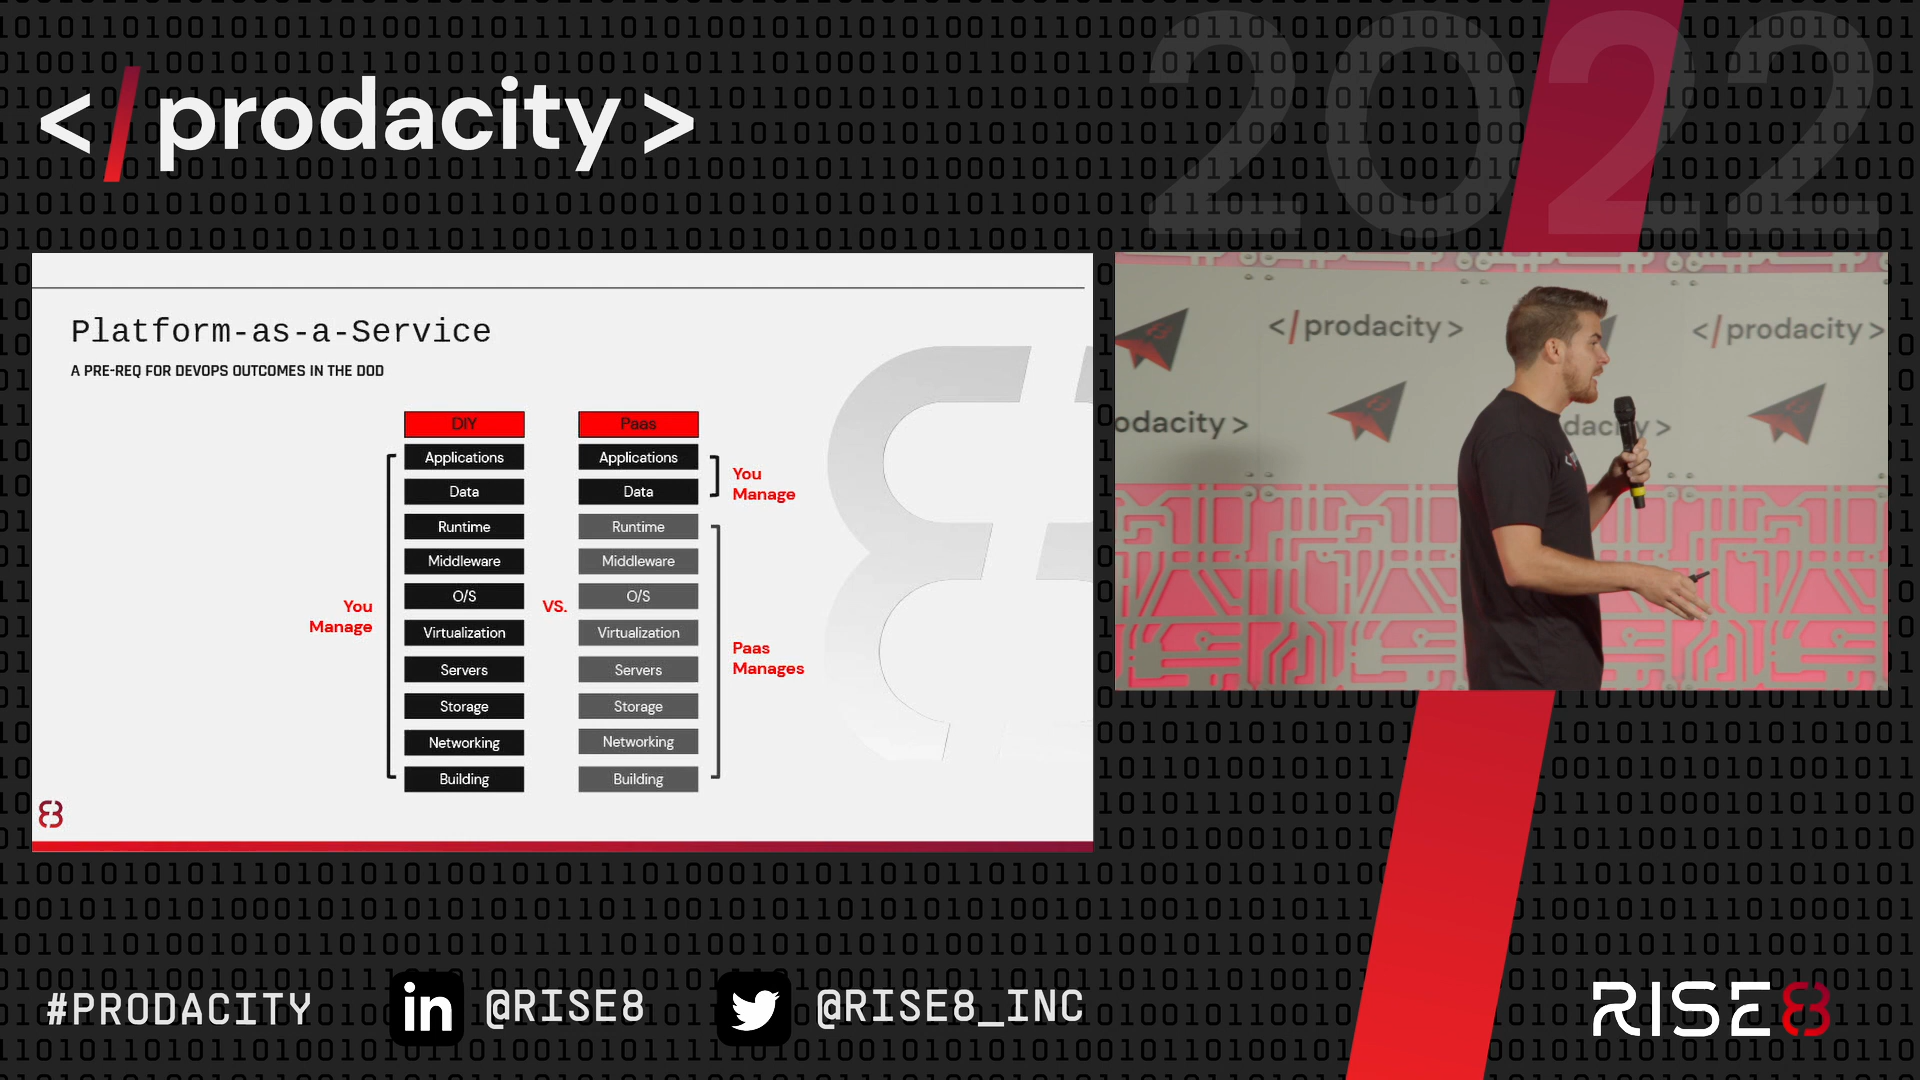 2022
</prodacity>
Platform-as-a-Service
A PRE-REQ FOR DEVOPS OUTCOMES IN THE DOD
DIY
Applications
Data
Runtime
Middleware
O/S
Virtualization
Servers
Storage
Networking
Building
You
Manage
VS.
Paas
Applications
Data
Runtime
Middleware
O/S
Virtualization
Servers
Storage
Networking
Building
You
Manage
Paas
Manages
</prodacity>
</prodacity>
odacity>
dacity>
#PRODACITY
in @RISE8
@RISE8_INC
RISE8